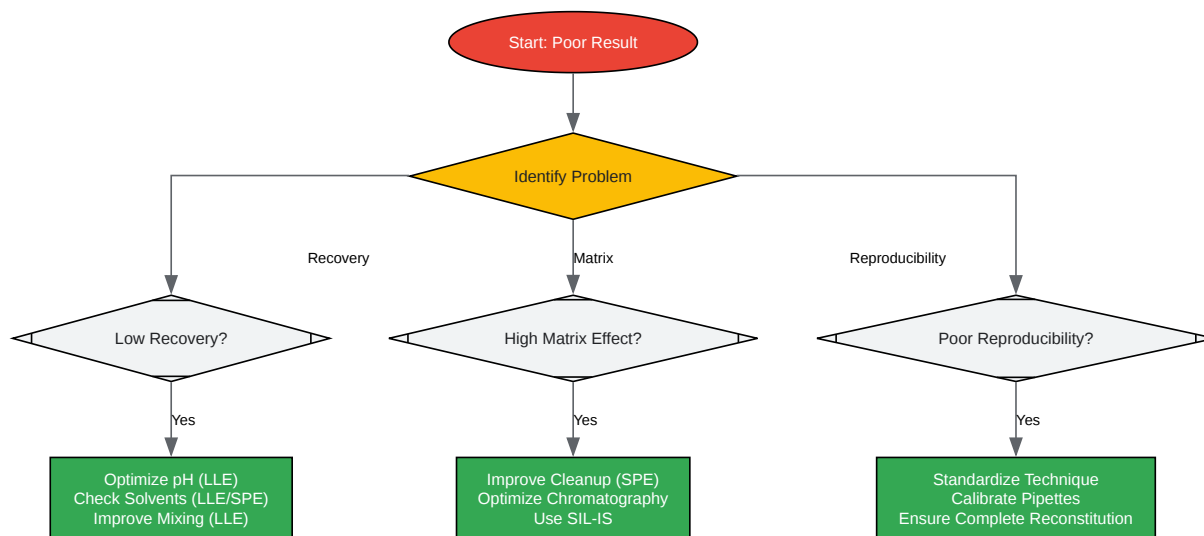 Start: Poor Result
Identify Problem
Recovery
Matrix
Reproducibility
Low Recovery?
High Matrix Effect?
Poor Reproducibility?
Yes
Yes
Yes
Optimize pH (LLE)
Check Solvents (LLE/SPE)
Improve Mixing (LLE)
Improve Cleanup (SPE)
Optimize Chromatography
Use SIL-IS
Standardize Technique
Calibrate Pipettes
Ensure Complete Reconstitution